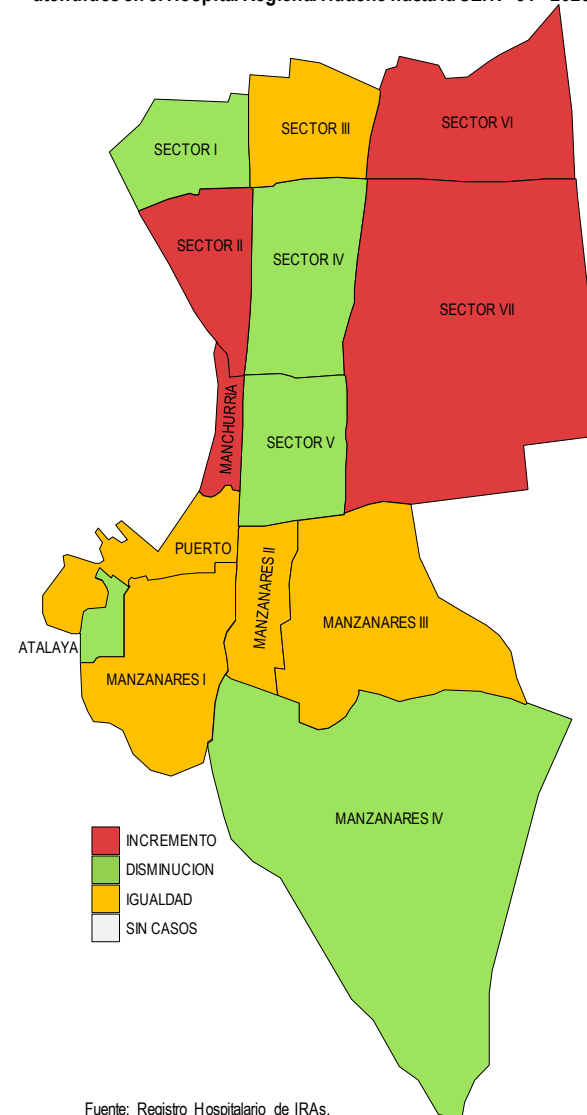 SECTOR VI
SECTOR III
SECTOR I
SECTOR II
SECTOR IV
SECTOR VII
MANCHURRIA
SECTOR V
PUERTO
MANZANARES II
MANZANARES III
ATALAYA
MANZANARES I
MANZANARES IV
INCREMENTO
DISMINUCION
IGUALDAD
SIN CASOS
Fuente: Registro Hospitalario de IRAs.